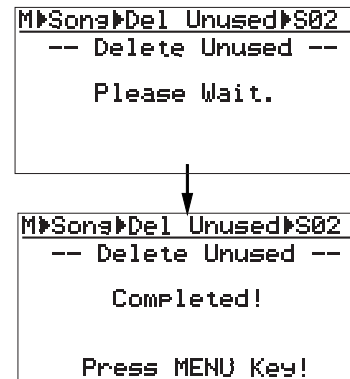 M▶Song▶Del Unused▶S02
-- Delete Unused --
Please Wait.
M▶Song▶Del Unused▶S02
-- Delete Unused --
Completed!
Press MENU Key!